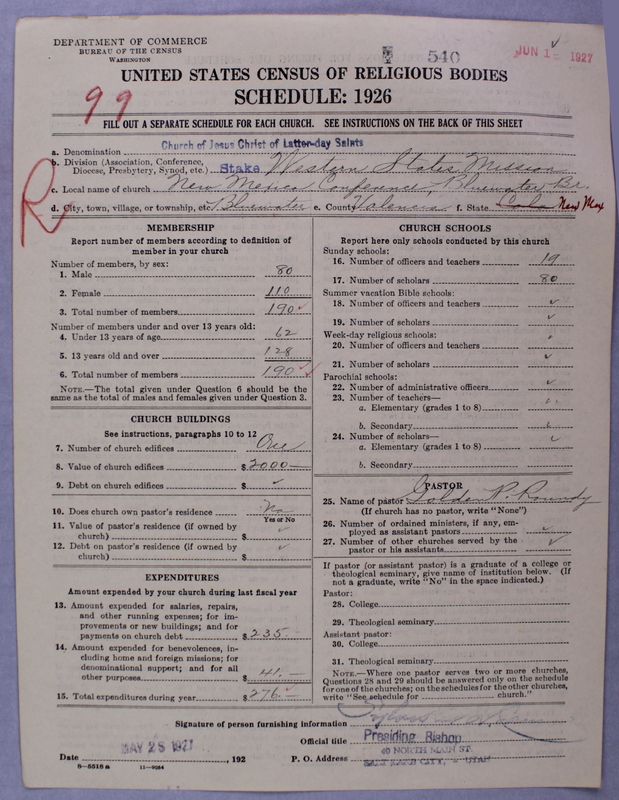 DEPARTMENT OF COMMERCE
BUREAU OF THE CENSUS
WASHINGTON
540
JUN 1 1927
UNITED STATES CENSUS OF RELIGIOUS BODIES
SCHEDULE: 1926
99
FILL OUT A SEPARATE SCHEDULE FOR EACH CHURCH. SEE INSTRUCTIONS ON THE BACK OF THIS SHEET
R
a. Denomination Church of Jesus Christ of Latter-day Saints
b. Division (Association, Conference, Diocese, Presbytery, Synod, etc.) Stake Western States Mission
c. Local name of church New Mexico Conference, Bluewater Br.
d. City, town, village, or township, etc. Bluewater e. County Valencia f. State Colo New Mex
MEMBERSHIP
Report number of members according to definition of
member in your church
Number of members, by sex:
1. Male 80
2. Female 110
3. Total number of members 190 ✓
Number of members under and over 13 years old:
4. Under 13 years of age 62
5. 13 years old and over 128
6. Total number of members 190 ✓
NOTE.—The total given under Question 6 should be the
same as the total of males and females given under Question 3.
CHURCH BUILDINGS
See instructions, paragraphs 10 to 12
7. Number of church edifices One
8. Value of church edifices $2000—
9. Debt on church edifices $ ✓
10. Does church own pastor's residence No
Yes or No
11. Value of pastor's residence (if owned by
church) $ ✓
12. Debt on pastor's residence (if owned by
church) $ ✓
EXPENDITURES
Amount expended by your church during last fiscal year
13. Amount expended for salaries, repairs,
and other running expenses; for im-
provements or new buildings; and for
payments on church debt $235.—
14. Amount expended for benevolences, in-
cluding home and foreign missions; for
denominational support; and for all
other purposes $41.—
15. Total expenditures during year $276.— ✓
CHURCH SCHOOLS
Report here only schools conducted by this church
Sunday schools:
16. Number of officers and teachers 19
17. Number of scholars 80
Summer vacation Bible schools:
18. Number of officers and teachers ✓
19. Number of scholars ✓
Week-day religious schools:
20. Number of officers and teachers ✓
21. Number of scholars ✓
Parochial schools:
22. Number of administrative officers ✓
23. Number of teachers—
a. Elementary (grades 1 to 8)
b. Secondary
24. Number of scholars—
a. Elementary (grades 1 to 8)
b. Secondary
PASTOR
25. Name of pastor Golden R. Roundy
(If church has no pastor, write "None")
26. Number of ordained ministers, if any, em-
ployed as assistant pastors ✓
27. Number of other churches served by the
pastor or his assistants ✓
If pastor (or assistant pastor) is a graduate of a college or
theological seminary, give name of institution below. (If
not a graduate, write "No" in the space indicated.)
Pastor:
28. College
29. Theological seminary
Assistant pastor:
30. College
31. Theological seminary
NOTE.—Where one pastor serves two or more churches,
Questions 28 and 29 should be answered only on the schedule
for one of the churches; on the schedules for the other churches,
write "See schedule for church."
Signature of person furnishing information
Official title Presiding Bishop
Date MAY 25 1927, 192 P. O. Address 40 NORTH MAIN ST.
SALT LAKE CITY, UTAH
8—5518 a 11—9264